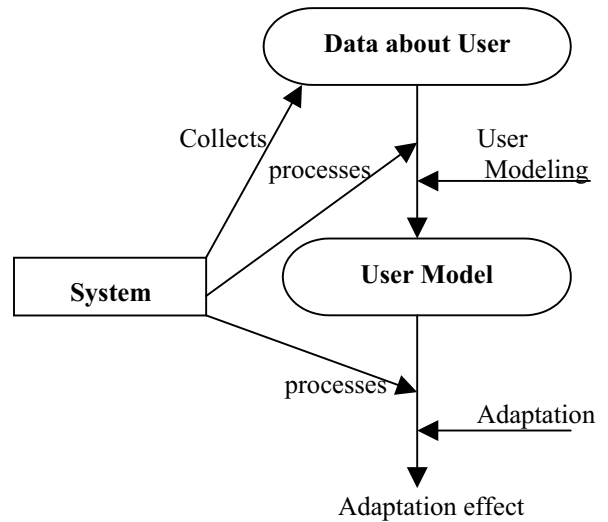 Data about User
Collects
User
processes
Modeling
User Model
System
processes
Adaptation
Adaptation effect